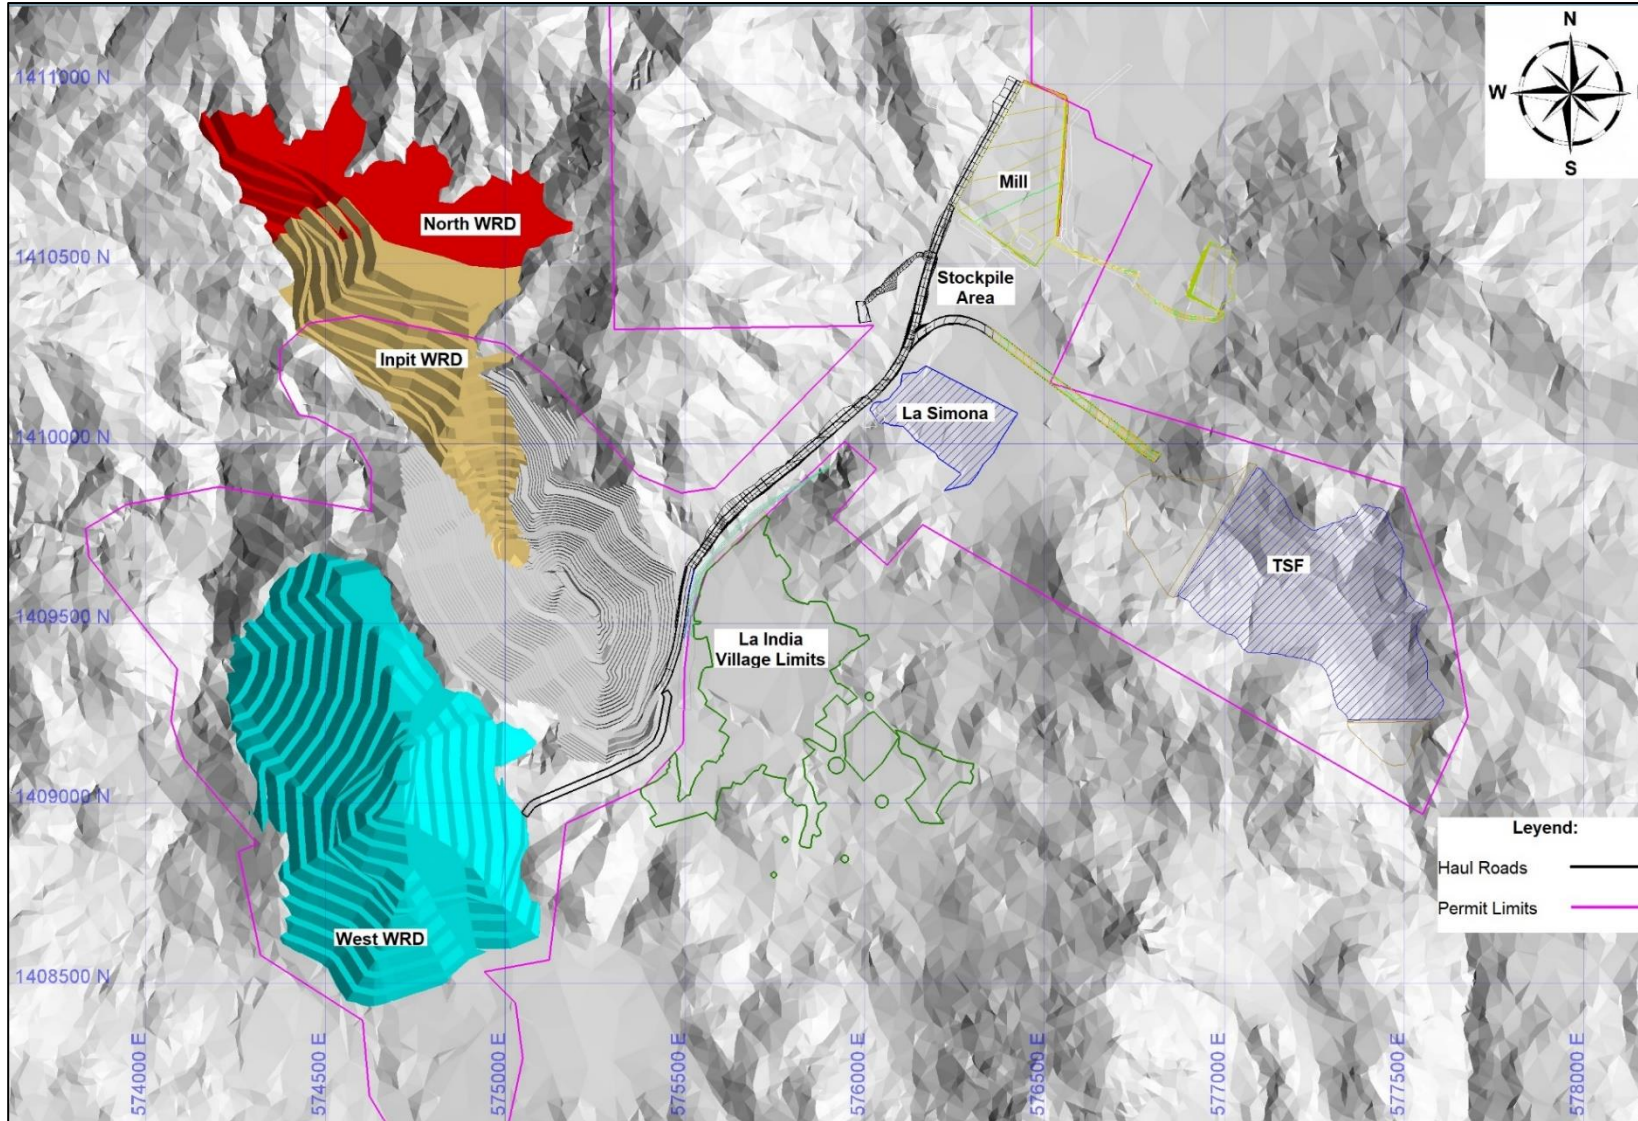 N
W
S
1411000 N
Mill
North WRD
1410500 N
Stockpile
Area
Inpit WRD
La Simona
1410000 N
TSF
1409500 N
La India
Village Limits
1409000 N
Leyend:
Haul Roads
Permit Limits
West WRD
1408500 N
574000 E
574500 E
575000 E
575500 E
576000 E
576500 E
577000 E
577500 E
578000 E